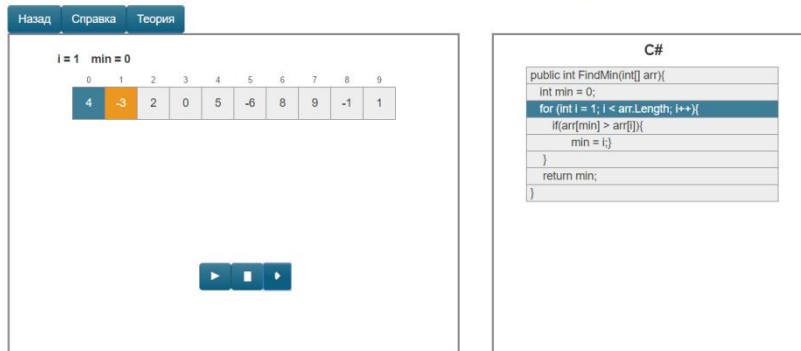 Назад Справка Теория
i = 1 min = 0
0 1 2 3 4 5 6 7 8 9
4 -3 2 0 5 -6 8 9 -1 1
C#
public int FindMin(int[] arr){
int min = 0;
for (int i = 1; i < arr.Length; i++){
if(arr[min] > arr[i]){
min = i;}
}
return min;
}